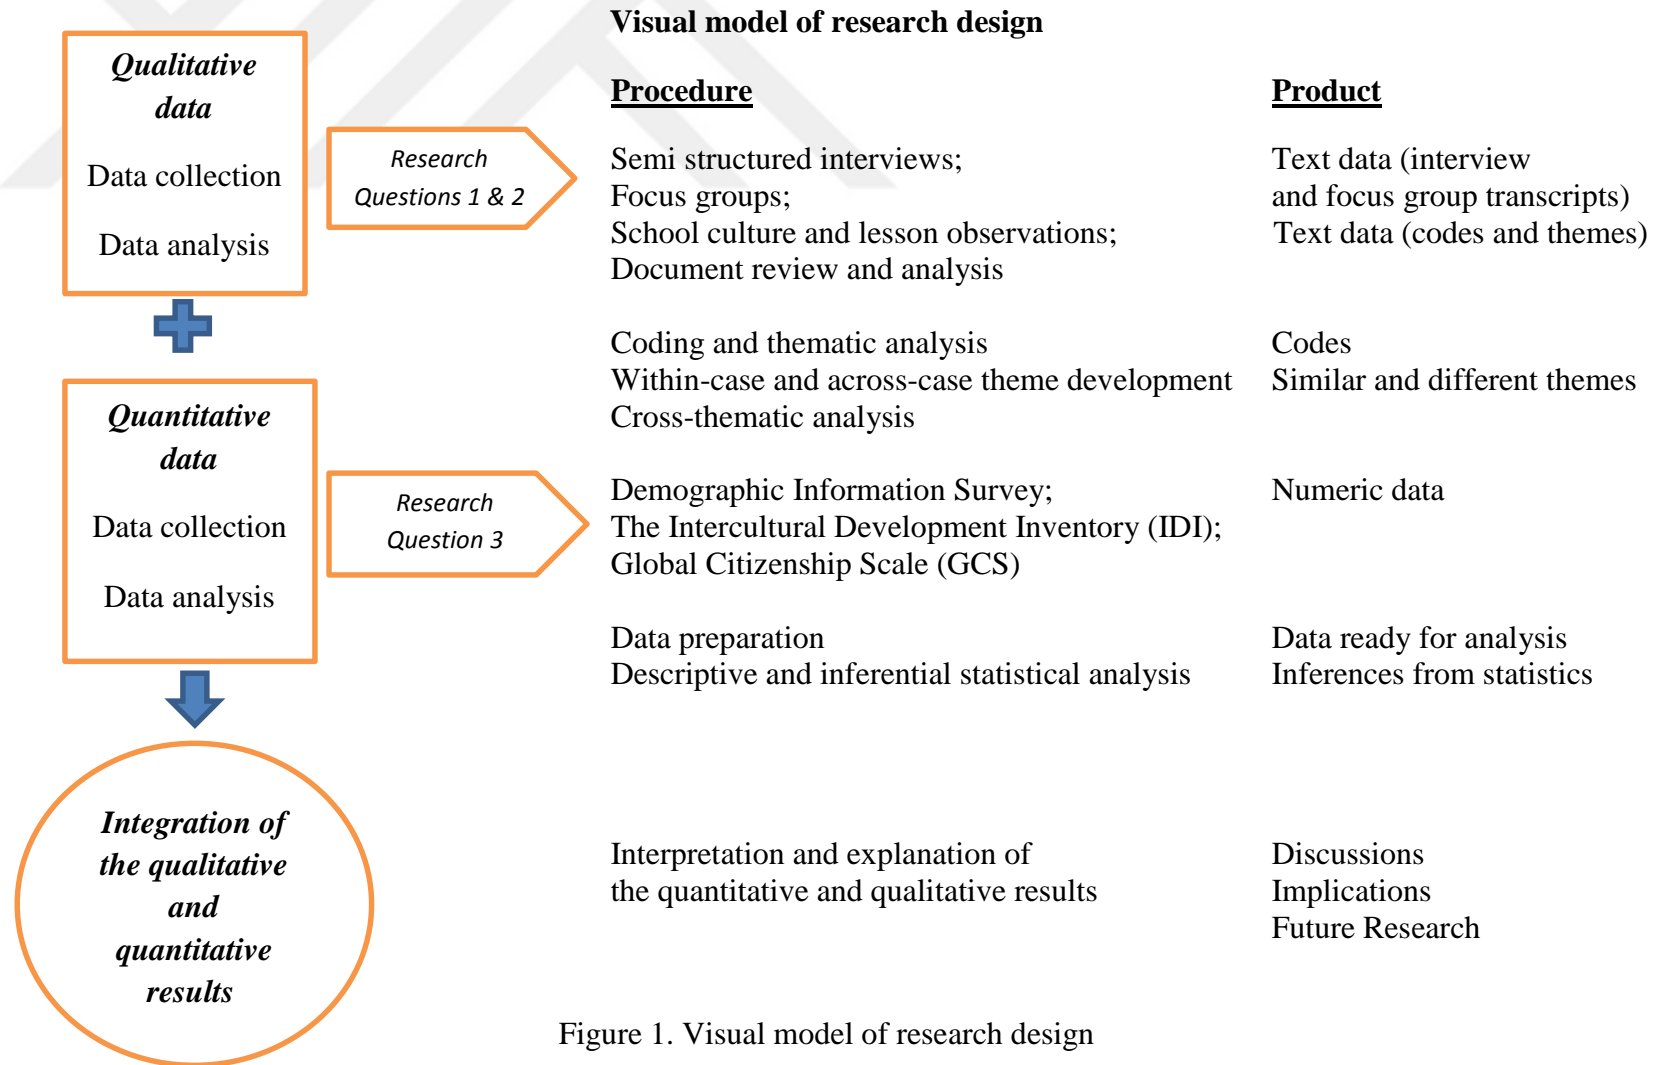 Visual model of research design
Qualitative
data
Data collection
Data analysis
Research
Questions 1 & 2
Procedure
Semi structured interviews;
Focus groups;
School culture and lesson observations;
Document review and analysis
Coding and thematic analysis
Within-case and across-case theme development
Cross-thematic analysis
Product
Text data (interview
and focus group transcripts)
Text data (codes and themes)
Codes
Similar and different themes
Quantitative
data
Data collection
Data analysis
Research
Question 3
Demographic Information Survey;
The Intercultural Development Inventory (IDI);
Global Citizenship Scale (GCS)
Numeric data
Data preparation
Descriptive and inferential statistical analysis
Data ready for analysis
Inferences from statistics
Integration of
the qualitative
and
quantitative
results
Interpretation and explanation of
the quantitative and qualitative results
Discussions
Implications
Future Research
Figure 1. Visual model of research design